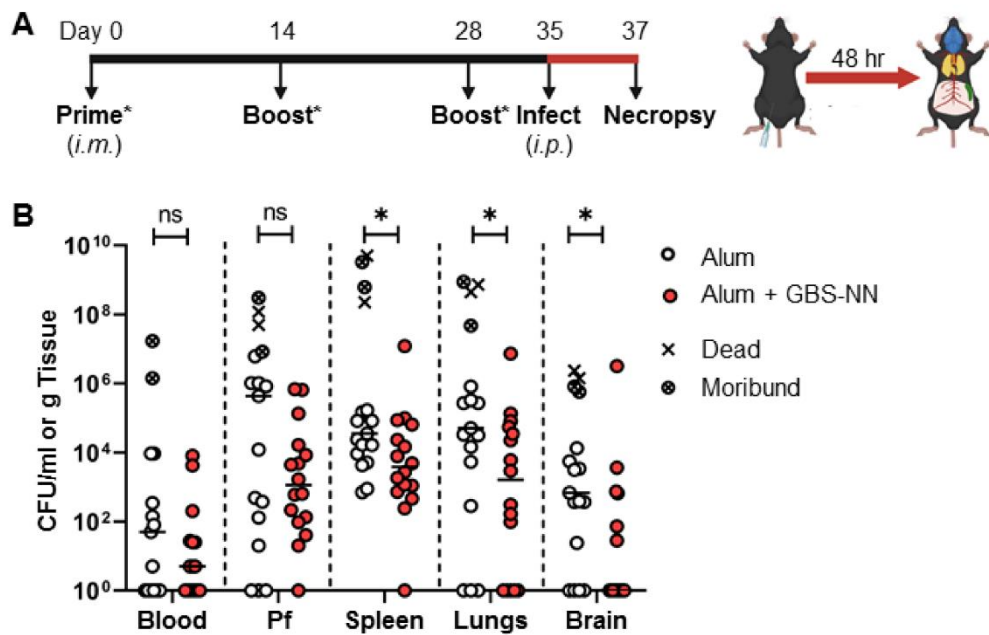 A
Day 0 14 28 35 37
Prime* Boost* Boost* Infect Necropsy
(i.m.) (i.p.)
48 hr
B
ns ns * * *
CFU/ml or g Tissue
10^10
10^8
10^6
10^4
10^2
10^0
Blood Pf Spleen Lungs Brain
Alum
Alum + GBS-NN
Dead
Moribund